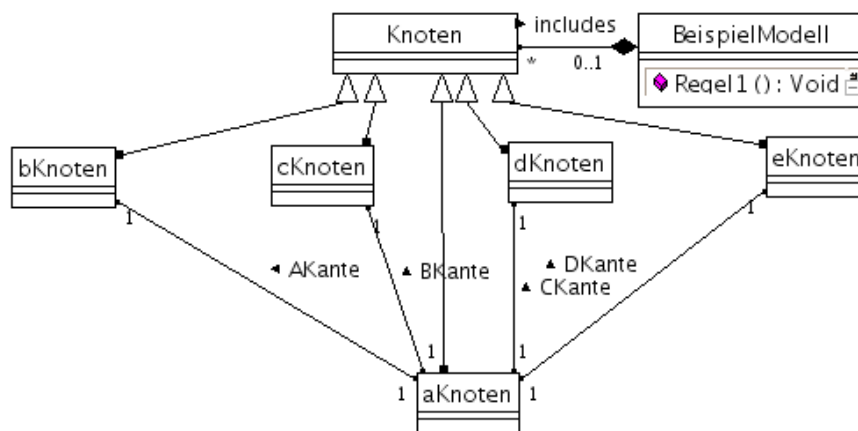 Knoten
includes
BeispielModell
*
0..1
Regel1 () : Void
bKnoten
cKnoten
dKnoten
eKnoten
1
1
1
1
AKante
BKante
DKante
CKante
1
1
1
1
aKnoten